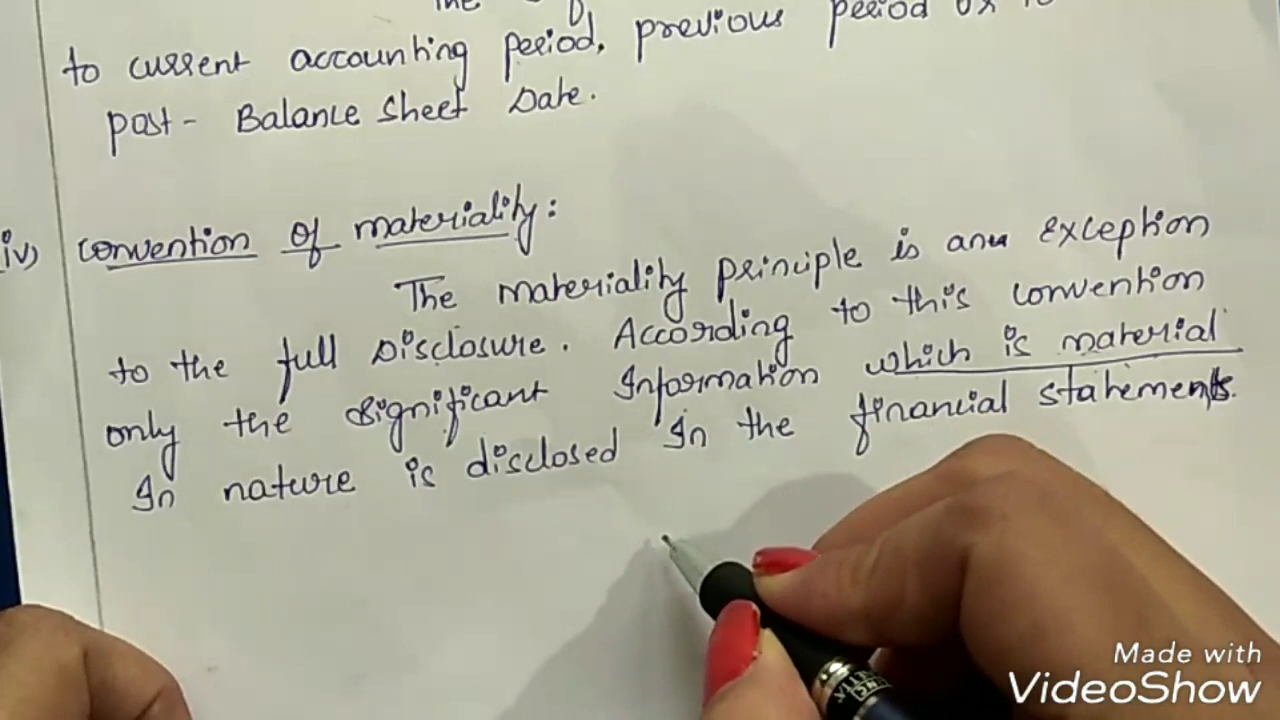 The
to current accounting period, previous period or
post - Balance sheet Date.
iv) convention of materiality:
The materiality principle is an exception
to the full Disclosure. According to this convention
only the significant Information which is material
In nature is disclosed In the financial statements.
Made with
VideoShow